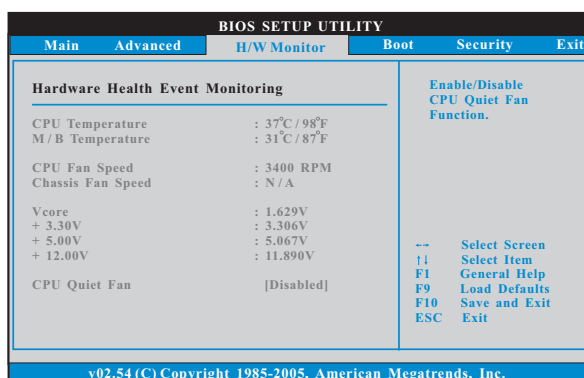 BIOS SETUP UTILITY
Main Advanced H/W Monitor Boot Security Exit
Hardware Health Event Monitoring
CPU Temperature : 37°C / 98°F
M / B Temperature : 31°C / 87°F
CPU Fan Speed : 3400 RPM
Chassis Fan Speed : N / A
Vcore : 1.629V
+ 3.30V : 3.306V
+ 5.00V : 5.067V
+ 12.00V : 11.890V
CPU Quiet Fan [Disabled]
Enable/Disable
CPU Quiet Fan
Function.
←→ Select Screen
↑↓ Select Item
F1 General Help
F9 Load Defaults
F10 Save and Exit
ESC Exit
v02.54 (C) Copyright 1985-2005, American Megatrends, Inc.